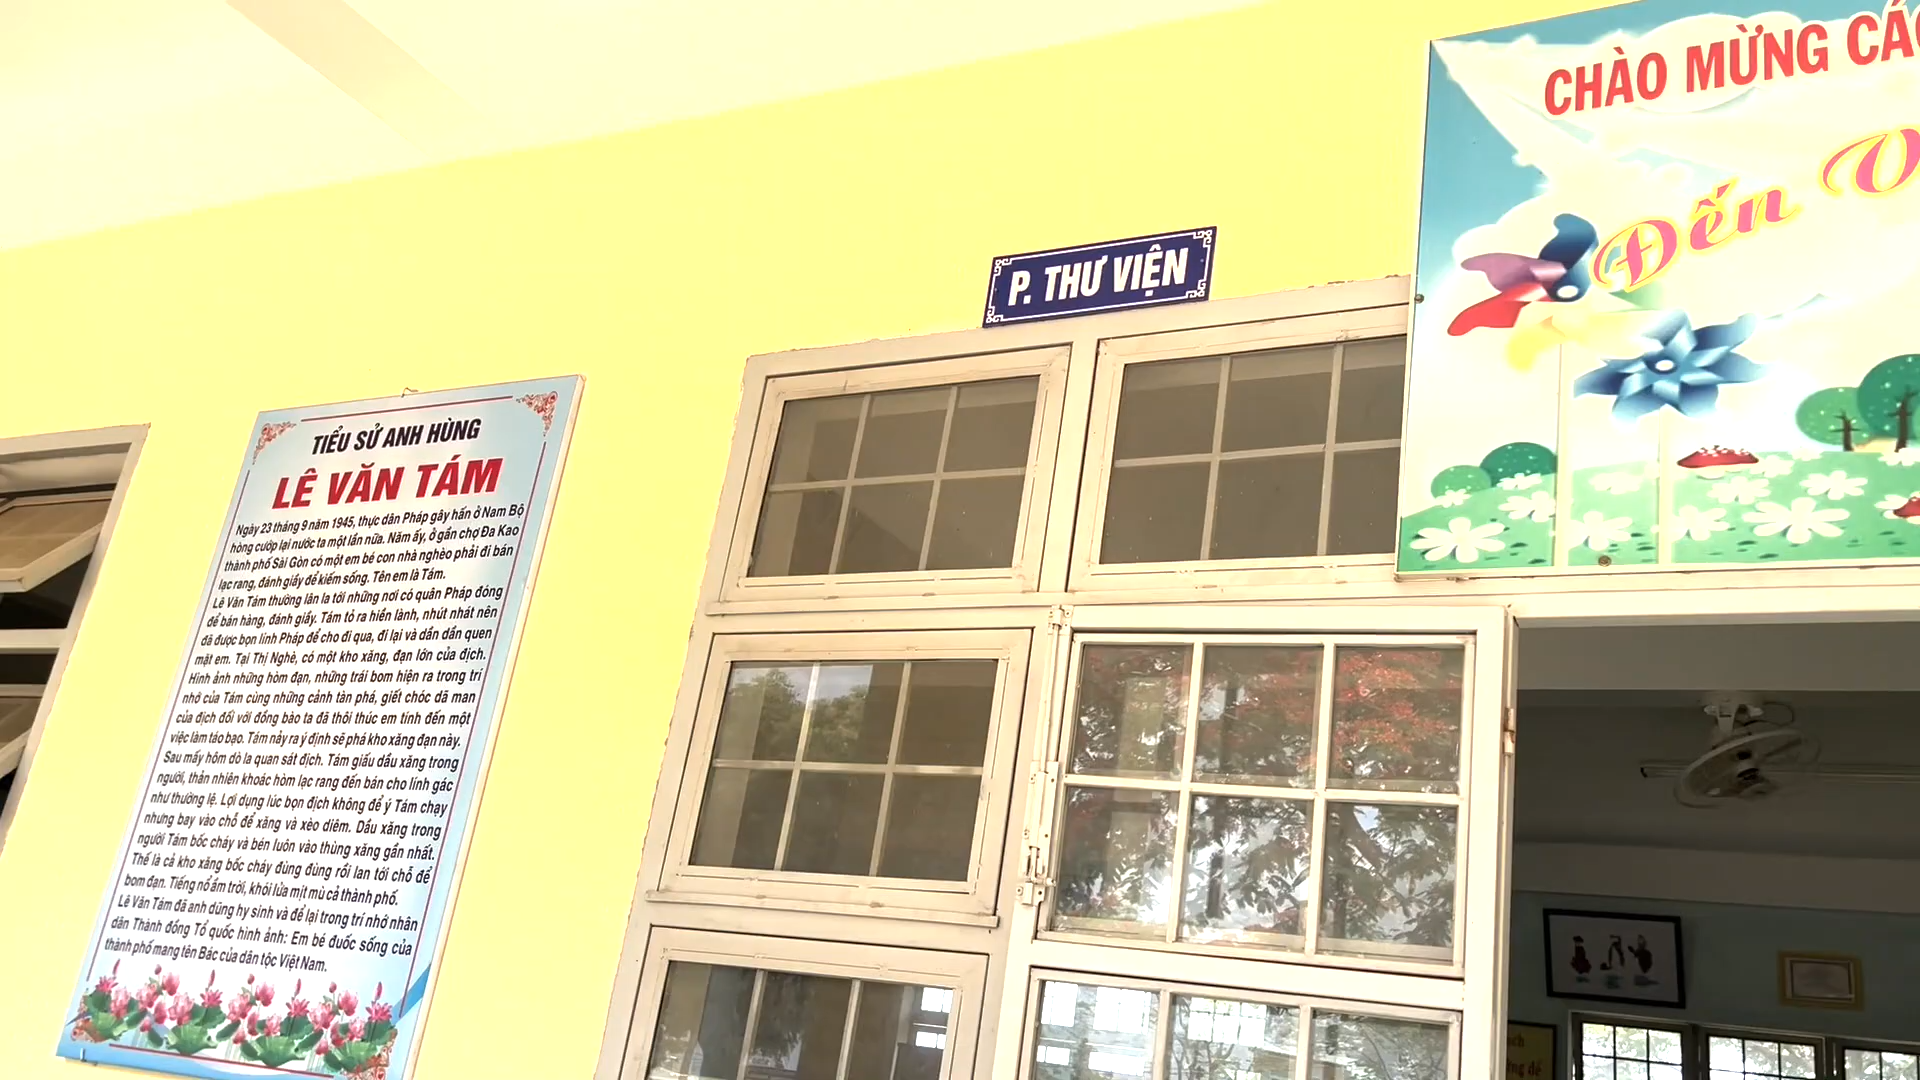 TIỂU SỬ ANH HÙNG
LÊ VĂN TÁM
Ngày 23 tháng 9 năm 1945, thực dân Pháp gây hấn ở Nam Bộ
hòng cướp lại nước ta một lần nữa. Năm ấy, ở gần chợ Đa Kao
thành phố Sài Gòn có một em bé con nhà nghèo phải đi bán
lạc rang, đánh giầy để kiếm sống. Tên em là Tám.
Lê Văn Tám thường lân la tới những nơi có quân Pháp đóng
để bán hàng, đánh giầy. Tám tỏ ra hiền lành, nhút nhát nên
đã được bọn lính Pháp để cho đi qua, đi lại và dần dần quen
mặt em. Tại Thị Nghè, có một kho xăng, đạn lớn của địch.
Hình ảnh những hòm đạn, những trái bom hiện ra trong trí
nhớ của Tám cùng những cảnh tàn phá, giết chóc dã man
của địch đối với đồng bào ta đã thôi thúc em tính đến một
việc làm táo bạo. Tám nảy ra ý định sẽ phá kho xăng đạn này.
Sau mấy hôm dò la quan sát địch. Tám giấu dầu xăng trong
người, thản nhiên khoác hòm lạc rang đến bán cho lính gác
như thường lệ. Lợi dụng lúc bọn địch không để ý Tám chạy
nhưng bay vào chỗ để xăng và xèo diêm. Dầu xăng trong
người Tám bốc cháy và bén luôn vào thùng xăng gần nhất.
Thế là cả kho xăng bốc cháy đùng đùng rồi lan tới chỗ để
bom đạn. Tiếng nổ ầm trời, khói lửa mịt mù cả thành phố.
Lê Văn Tám đã anh dũng hy sinh và để lại trong trí nhớ nhân
dân Thành đồng Tổ quốc hình ảnh: Em bé đuốc sống của
thành phố mang tên Bác của dân tộc Việt Nam.
P. THƯ VIỆN
CHÀO MỪNG
Đến